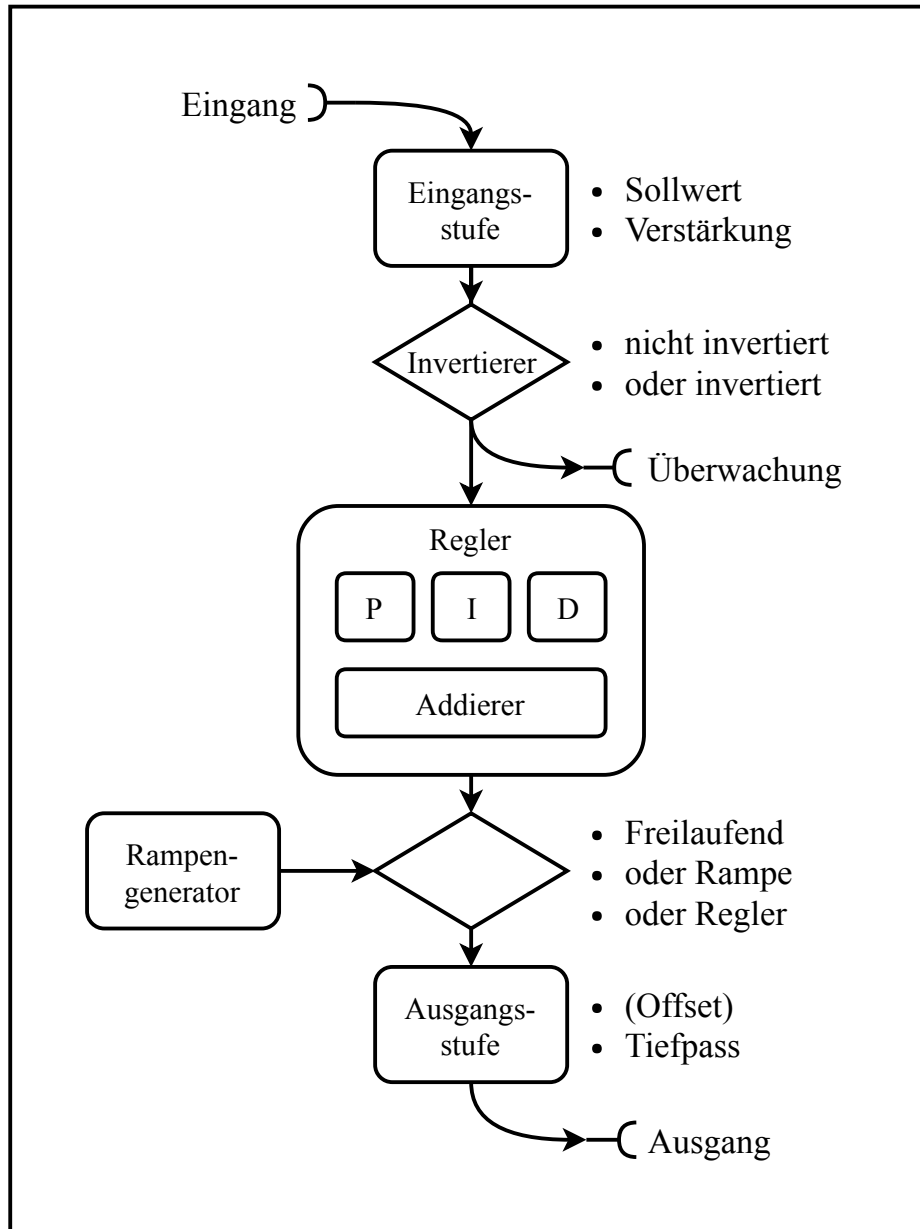 Eingang
Eingangs-
stufe
• Sollwert
• Verstärkung
Invertierer
• nicht invertiert
• oder invertiert
Überwachung
Regler
P I D
Addierer
Rampen-
generator
• Freilaufend
• oder Rampe
• oder Regler
Ausgangs-
stufe
• (Offset)
• Tiefpass
Ausgang